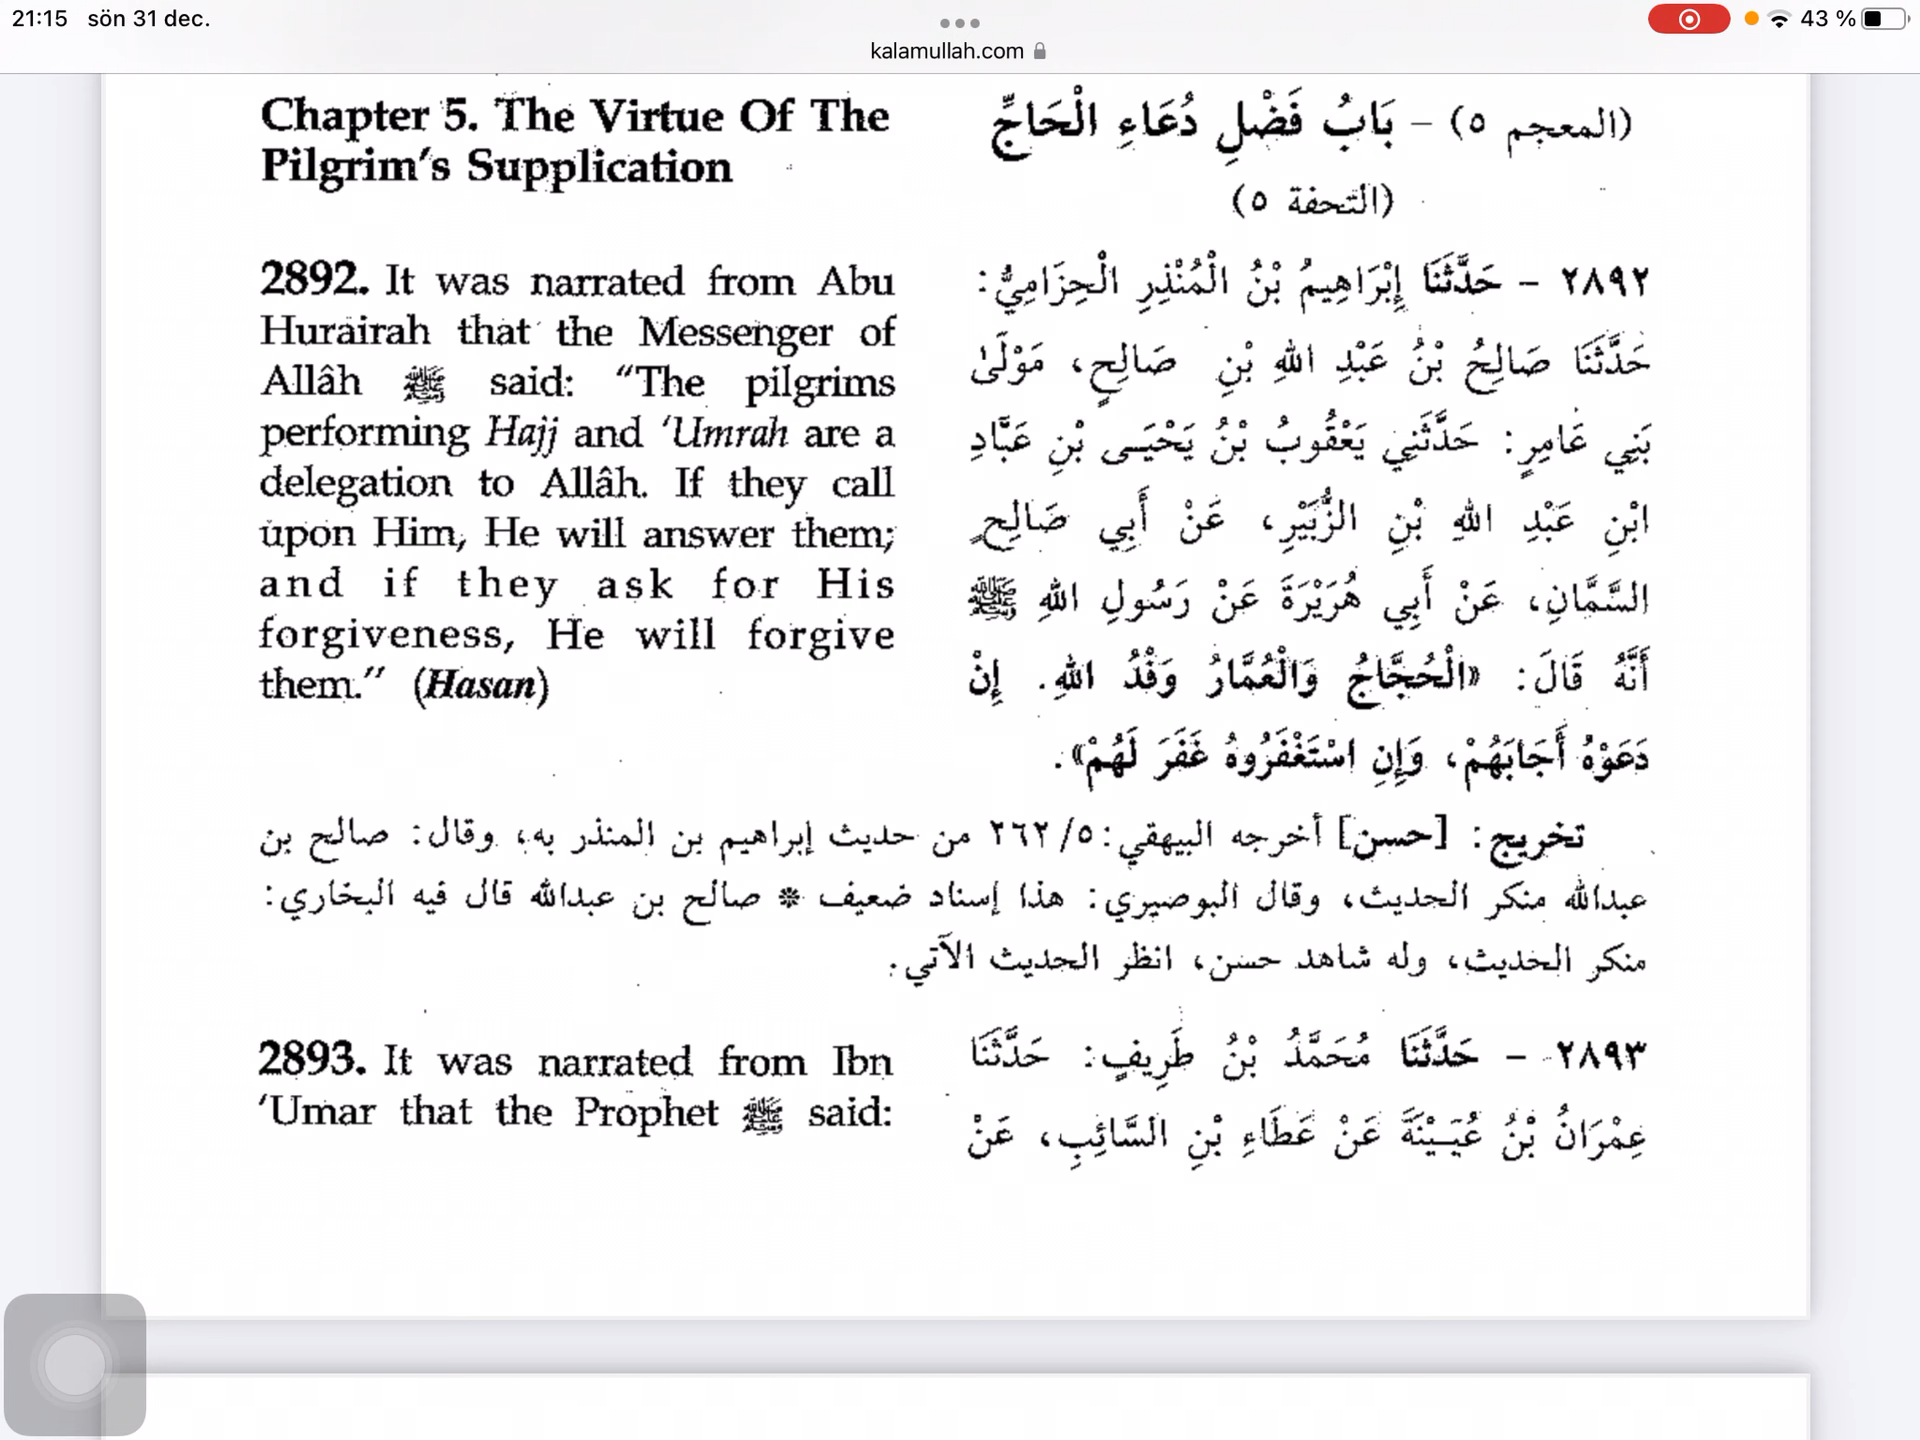 21:15 sön 31 dec.
43 %
kalamullah.com
Chapter 5. The Virtue Of The
Pilgrim's Supplication
(المعجم ٥) – بَابُ فَضْلِ دُعَاءِ الْحَاجِّ
(التحفة ٥)
2892. It was narrated from Abu
Hurairah that the Messenger of
Allâh ﷺ said: “The pilgrims
performing Hajj and ‘Umrah are a
delegation to Allâh. If they call
upon Him, He will answer them;
and if they ask for His
forgiveness, He will forgive
them.” (Hasan)
٢٨٩٢ – حَدَّثَنَا إِبْرَاهِيمُ بْنُ الْمُنْذِرِ الْحِزَامِيُّ:
حَدَّثَنَا صَالِحُ بْنُ عَبْدِ اللهِ بْنِ صَالِحٍ، مَوْلَىٰ
بَنِي عَامِرٍ: حَدَّثَنِي يَعْقُوبُ بْنُ يَحْيَـى بْنِ عَبَّادِ
ابْنِ عَبْدِ اللهِ بْنِ الزُّبَيْرِ، عَنْ أَبِي صَالِحٍ
السَّمَّانِ، عَنْ أَبِي هُرَيْرَةَ عَنْ رَسُولِ اللهِ ﷺ
أَنَّهُ قَالَ: «الْحُجَّاجُ وَالْعُمَّارُ وَفْدُ اللهِ. إِنْ
دَعَوْهُ أَجَابَهُمْ، وَإِنِ اسْتَغْفَرُوهُ غَفَرَ لَهُمْ».
تخريج: [حسن] أخرجه البيهقي: ٥/ ٢٦٢ من حديث إبراهيم بن المنذر به، وقال: صالح بن
عبدالله منكر الحديث، وقال البوصيري: هذا إسناد ضعيف * صالح بن عبدالله قال فيه البخاري:
منكر الحديث، وله شاهد حسن، انظر الحديث الآتي.
2893. It was narrated from Ibn
‘Umar that the Prophet ﷺ said:
٢٨٩٣ – حَدَّثَنَا مُحَمَّدُ بْنُ طَرِيفٍ: حَدَّثَنَا
عِمْرَانُ بْنُ عُيَـيْنَةَ عَنْ عَطَاءِ بْنِ السَّائِبِ، عَنْ